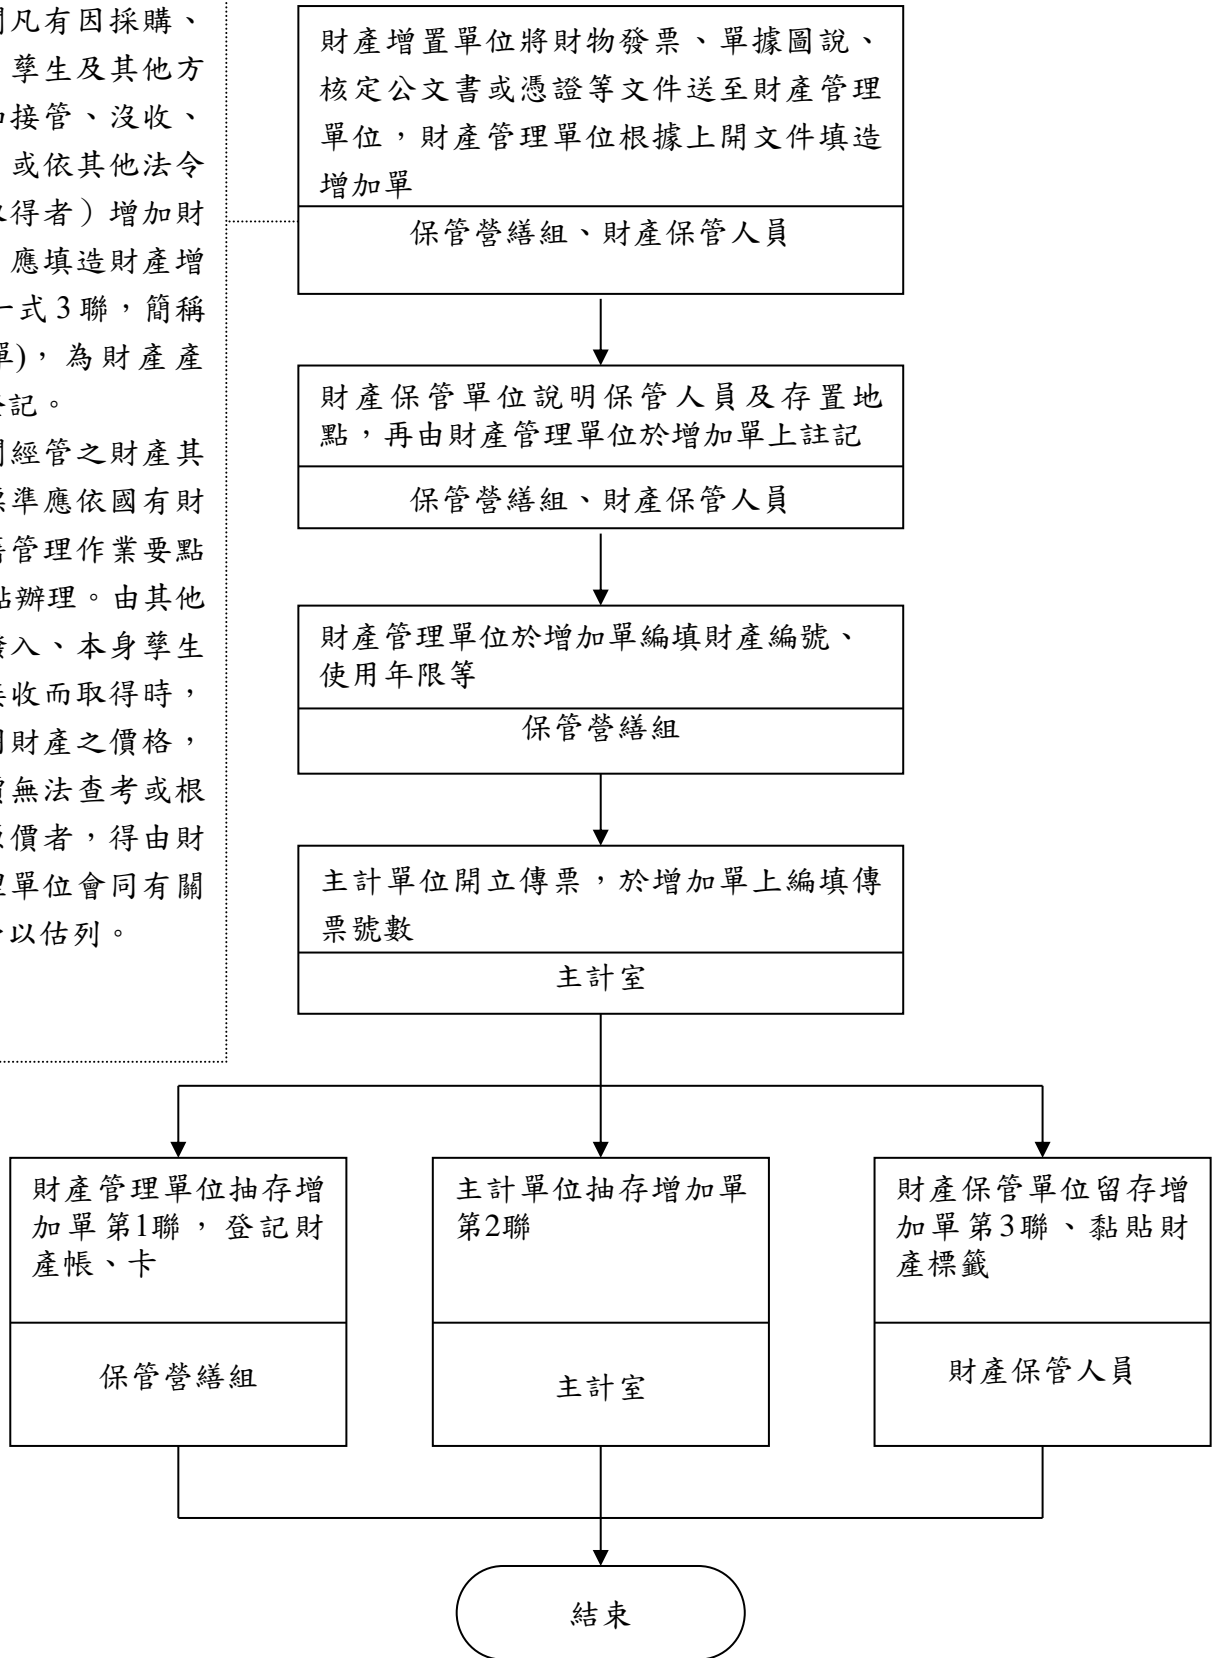 凡有因採購、
孳生及其他方
接管、沒收、
或依其他法令
得者）增加財
應填造財產增
一式3聯，簡稱
單)，為財產產
記。
經管之財產其
準應依國有財
管理作業要點
點辦理。由其他
撥入、本身孳生
收而取得時，
財產之價格，
無法查考或根
價者，得由財
單位會同有關
以估列。
財產增置單位將財物發票、單據圖說、
核定公文書或憑證等文件送至財產管理
單位，財產管理單位根據上開文件填造
增加單
保管營繕組、財產保管人員
財產保管單位說明保管人員及存置地
點，再由財產管理單位於增加單上註記
保管營繕組、財產保管人員
財產管理單位於增加單編填財產編號、
使用年限等
保管營繕組
主計單位開立傳票，於增加單上編填傳
票號數
主計室
財產管理單位抽存增
加單第1聯，登記財
產帳、卡
保管營繕組
主計單位抽存增加單
第2聯
主計室
財產保管單位留存增
加單第3聯、黏貼財
產標籤
財產保管人員
結束